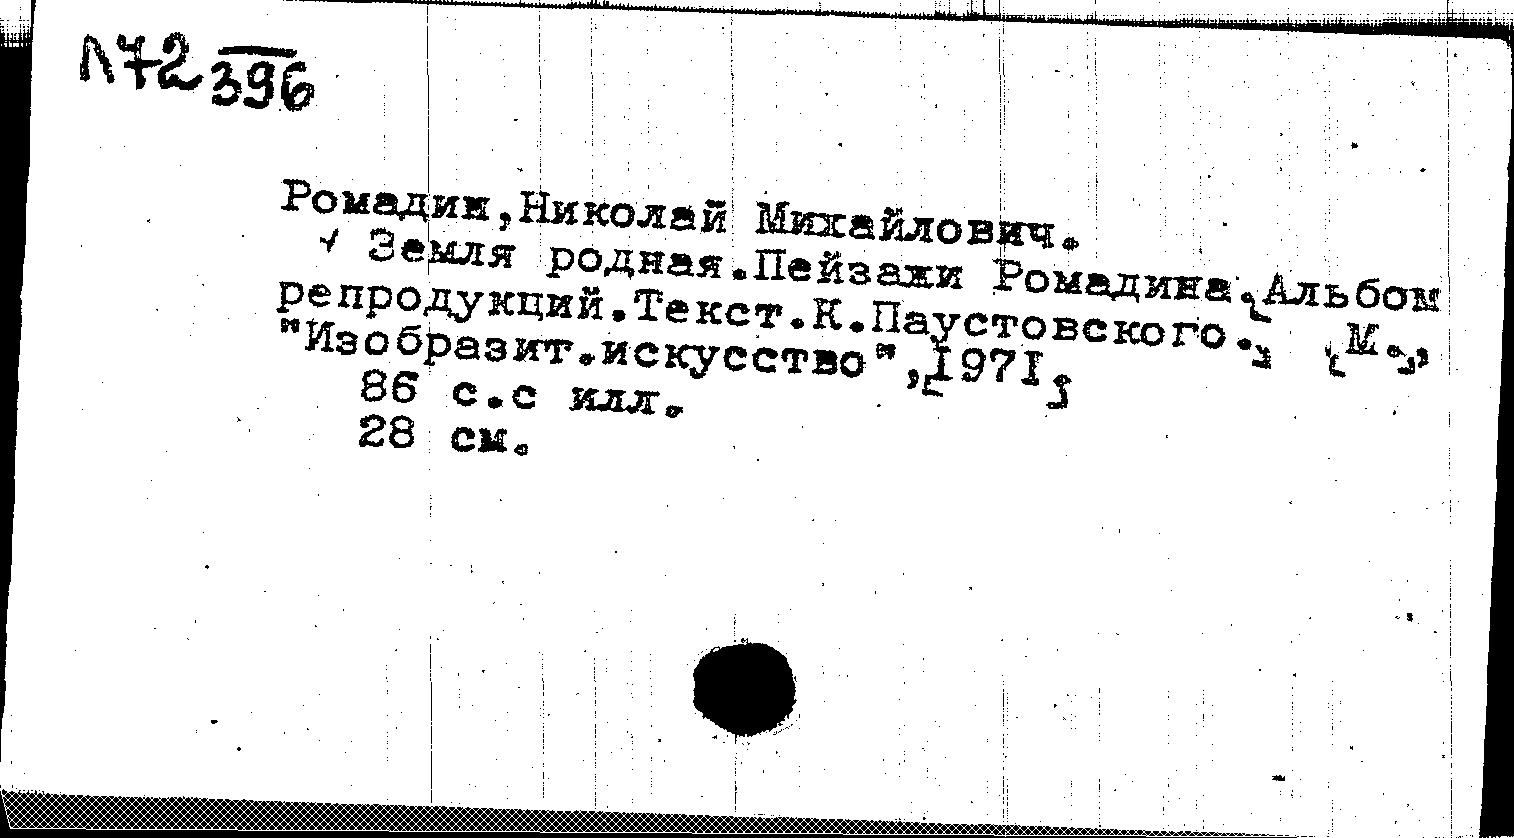 Л72 396
Ромадин,Николай Михайлович.
√ Земля родная.Пейзажи Ромадина.[Альбом
репродукций.Текст.К.Паустовского.] [М.],
"Изобразит.искусство",[1971.]
86 с.с илл.
28 см.